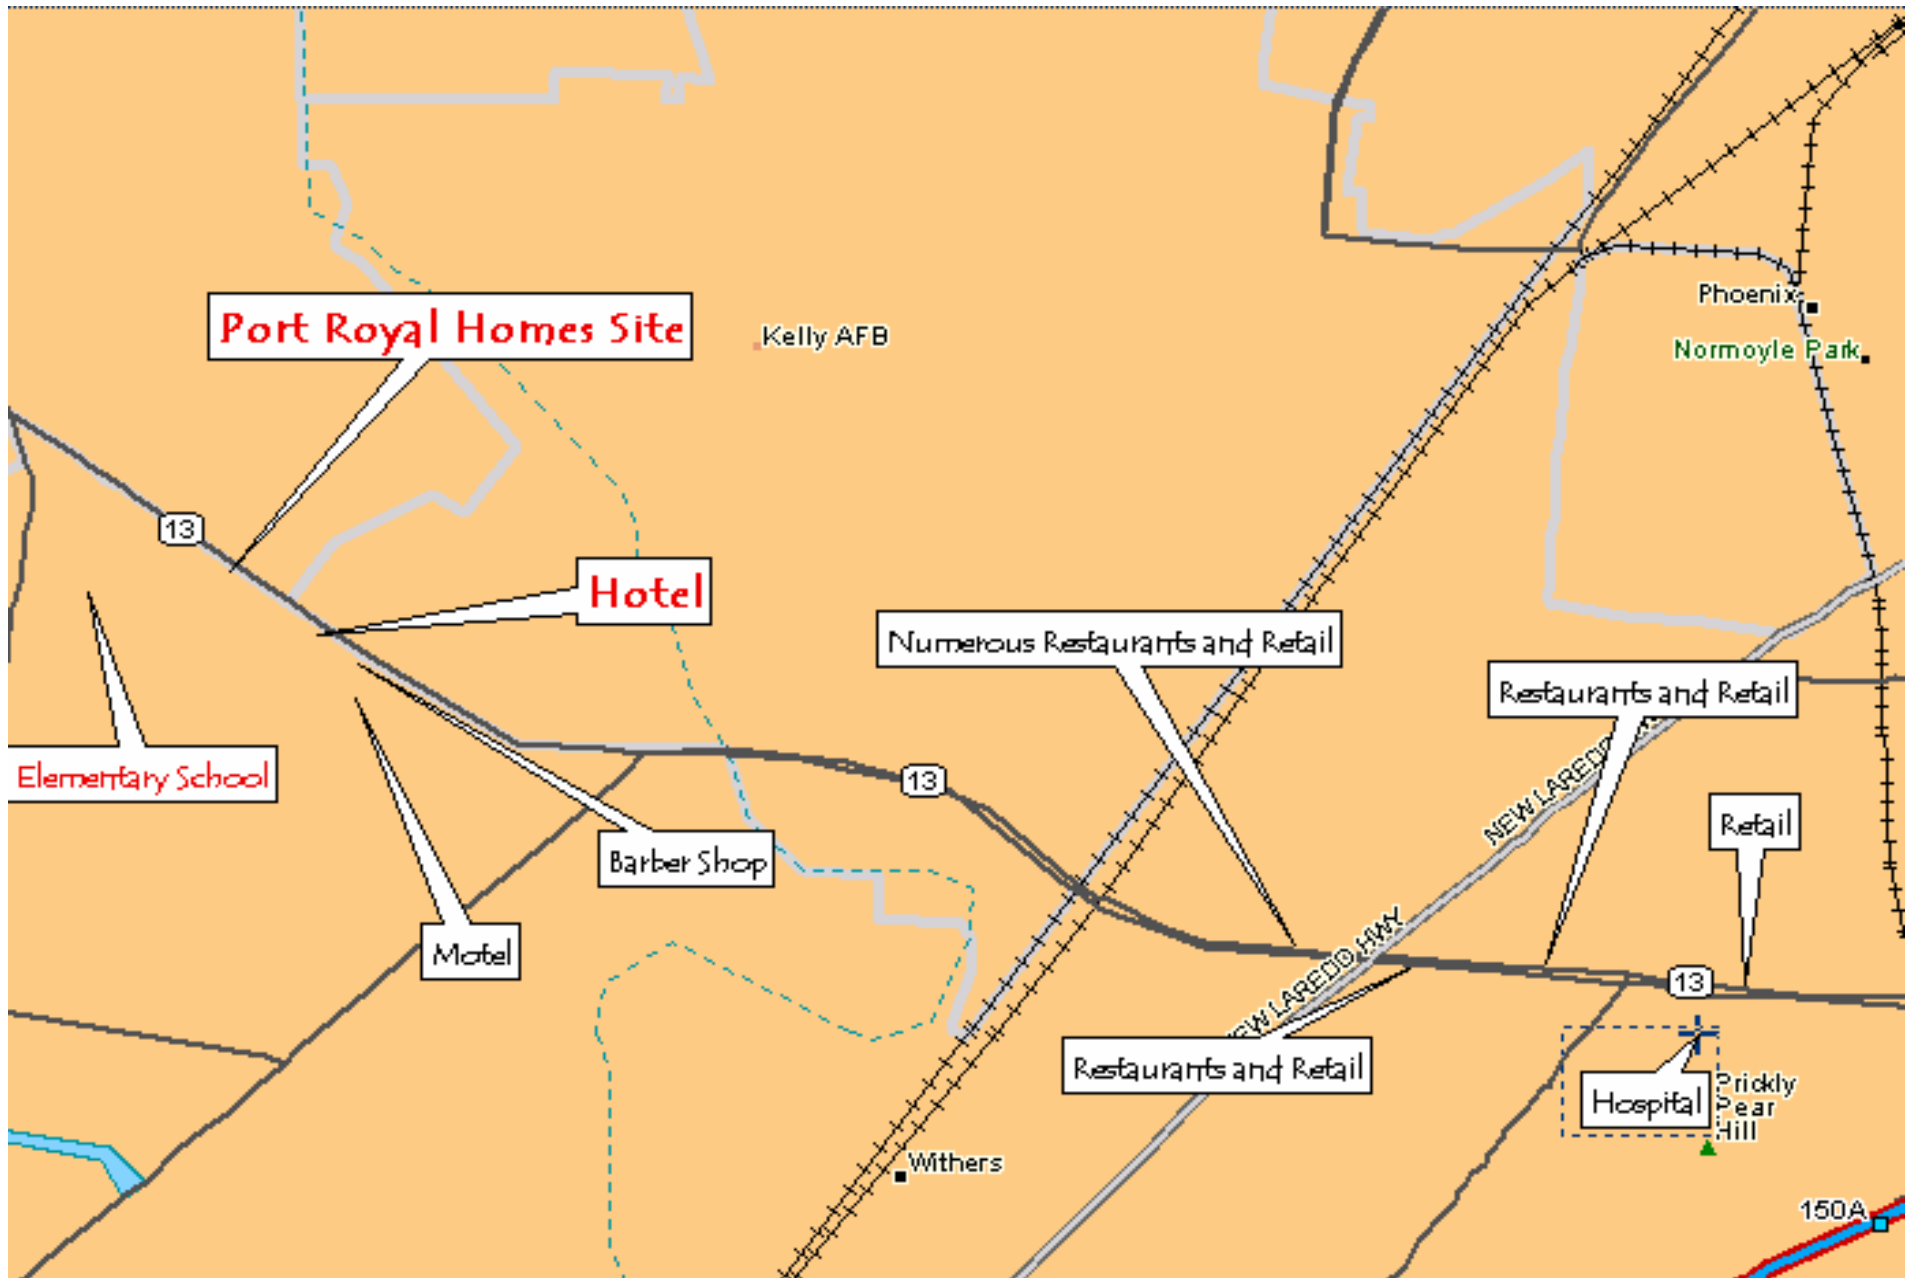 Phoenix
Port Royal Homes Site
Kelly AFB
Normoyle Park
13
Hotel
Numerous Restaurants and Retail
Restaurants and Retail
NEW LAREDO
Elementary School
13
Retail
Barber Shop
Motel
NEW LAREDO HWY
13
Restaurants and Retail
Hospital
Prickly
Pear
Hill
Withers
150A